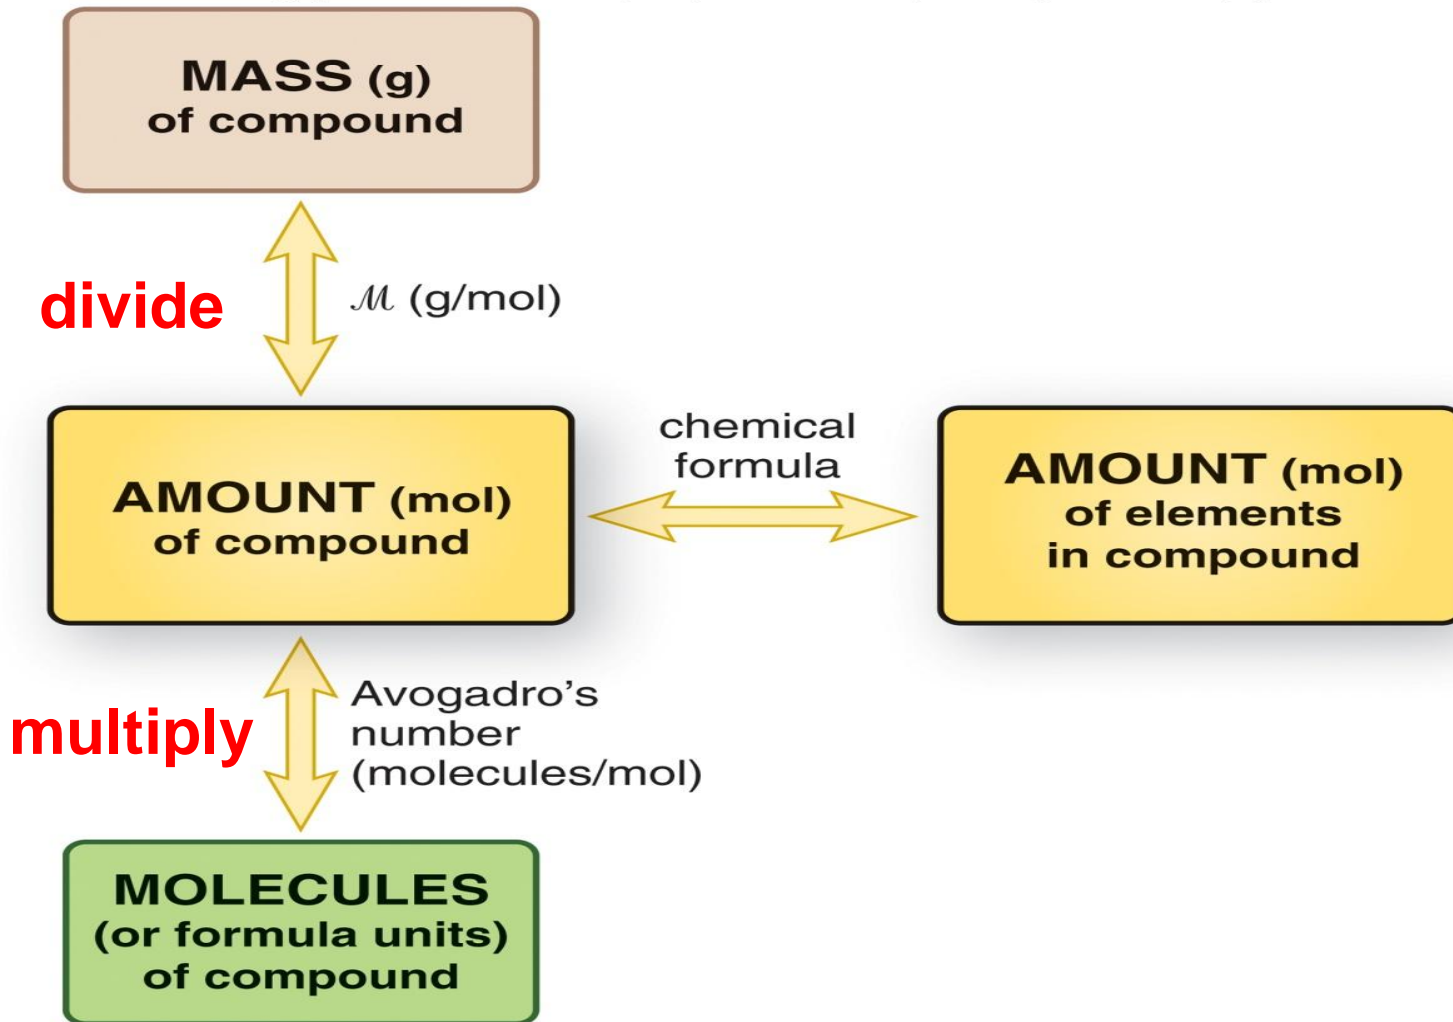 MASS (g)
of compound
divide
ℳ (g/mol)
AMOUNT (mol)
of compound
chemical
formula
AMOUNT (mol)
of elements
in compound
multiply
Avogadro's
number
(molecules/mol)
MOLECULES
(or formula units)
of compound